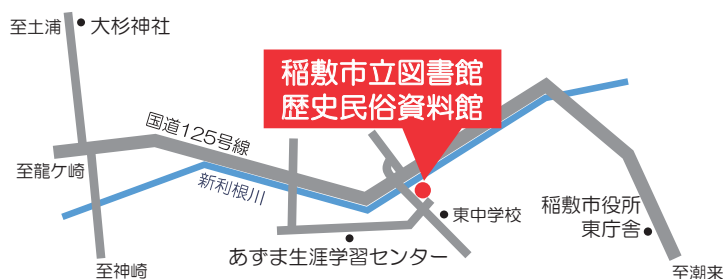 至土浦
大杉神社
稲敷市立図書館
歴史民俗資料館
国道125号線
至龍ケ崎
新利根川
東中学校
稲敷市役所
東庁舎
あずま生涯学習センター
至神崎
至潮来